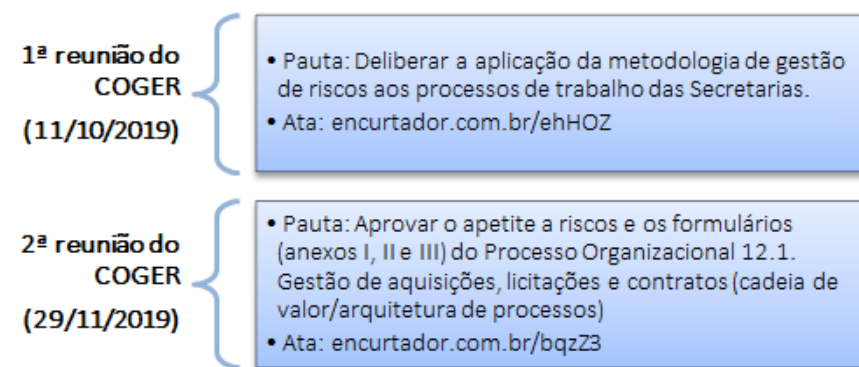 1ª reunião do
COGER
(11/10/2019)
• Pauta: Deliberar a aplicação da metodologia de gestão
de riscos aos processos de trabalho das Secretarias.
• Ata: encurtador.com.br/ehHOZ
2ª reunião do
COGER
(29/11/2019)
• Pauta: Aprovar o apetite a riscos e os formulários
(anexos I, II e III) do Processo Organizacional 12.1.
Gestão de aquisições, licitações e contratos (cadeia de
valor/arquitetura de processos)
• Ata: encurtador.com.br/bqzZ3